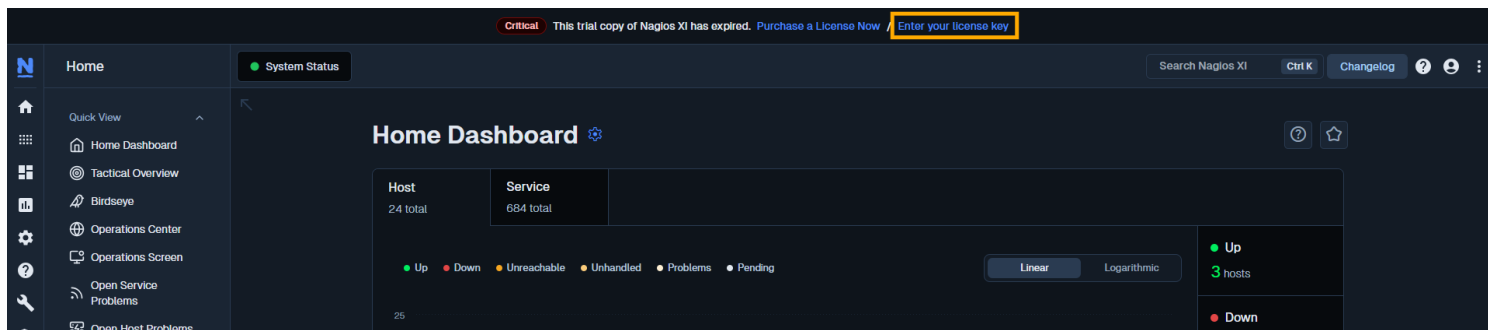 Critical This trial copy of Nagios XI has expired. Purchase a License Now / Enter your license key
N Home System Status Search Nagios XI Ctrl K Changelog
Quick View
Home Dashboard
Tactical Overview
Birdseye
Operations Center
Operations Screen
Open Service
Problems
Open Host Problems
Home Dashboard
Host
24 total
Service
684 total
Up Down Unreachable Unhandled Problems Pending
Linear Logarithmic
25
Up
3 hosts
Down